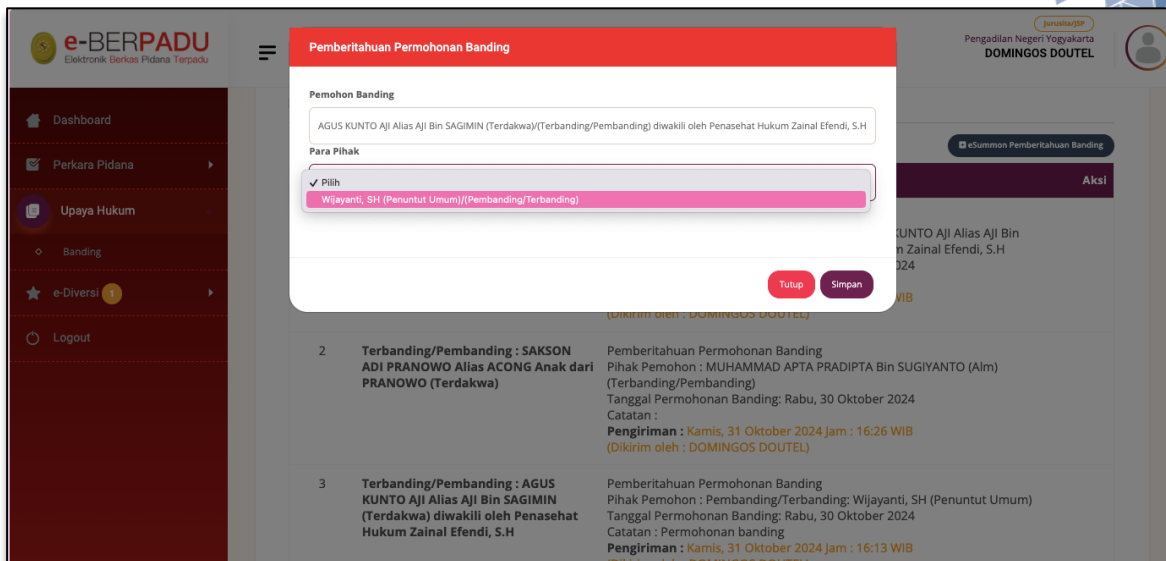 e-BERPADU
Elektronik Berkas Pidana Terpadu
Dashboard
Perkara Pidana
Upaya Hukum
Banding
e-Diversi 1
Logout
Jurusita/JSP
Pengadilan Negeri Yogyakarta
DOMINGOS DOUTEL
Pemberitahuan Permohonan Banding
Pemohon Banding
AGUS KUNTO AJI Alias AJI Bin SAGIMIN (Terdakwa)/(Terbanding/Pembanding) diwakili oleh Penasehat Hukum Zainal Efendi, S.H
Para Pihak
✓ Pilih
Wijayanti, SH (Penuntut Umum)/(Pembanding/Terbanding)
Tutup
Simpan
eSummon Pemberitahuan Banding
Aksi
KUNTO AJI Alias AJI Bin
Zainal Efendi, S.H
WIB
(Dikirim oleh : DOMINGOS DOUTEL)
2
Terbanding/Pembanding : SAKSON
ADI PRANOWO Alias ACONG Anak dari
PRANOWO (Terdakwa)
Pemberitahuan Permohonan Banding
Pihak Pemohon : MUHAMMAD APTA PRADIPTA Bin SUGIYANTO (Alm)
(Terbanding/Pembanding)
Tanggal Permohonan Banding: Rabu, 30 Oktober 2024
Catatan :
Pengiriman : Kamis, 31 Oktober 2024 Jam : 16:26 WIB
(Dikirim oleh : DOMINGOS DOUTEL)
3
Terbanding/Pembanding : AGUS
KUNTO AJI Alias AJI Bin SAGIMIN
(Terdakwa) diwakili oleh Penasehat
Hukum Zainal Efendi, S.H
Pemberitahuan Permohonan Banding
Pihak Pemohon : Pembanding/Terbanding: Wijayanti, SH (Penuntut Umum)
Tanggal Permohonan Banding: Rabu, 30 Oktober 2024
Catatan : Permohonan banding
Pengiriman : Kamis, 31 Oktober 2024 Jam : 16:13 WIB